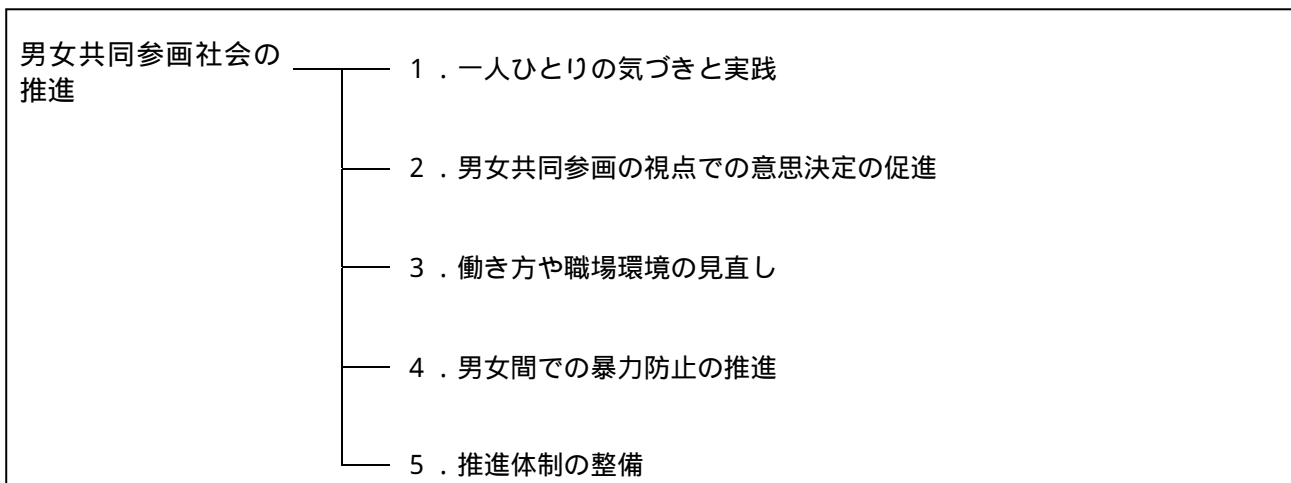 男女共同参画社会の
推進
1．一人ひとりの気づきと実践
2．男女共同参画の視点での意思決定の促進
3．働き方や職場環境の見直し
4．男女間での暴力防止の推進
5．推進体制の整備